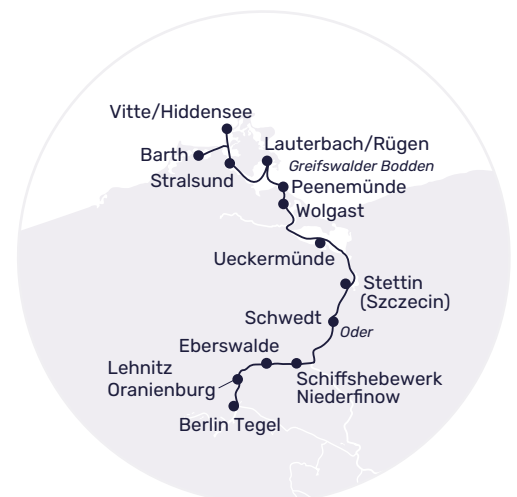 Vitte/Hiddensee
Lauterbach/Rügen
Barth
Greifswalder Bodden
Stralsund
Peenemünde
Wolgast
Ueckermünde
Stettin
(Szczecin)
Schwedt
Oder
Eberswalde
Lehnitz
Oranienburg
Schiffshebewerk
Niederfinow
Berlin Tegel